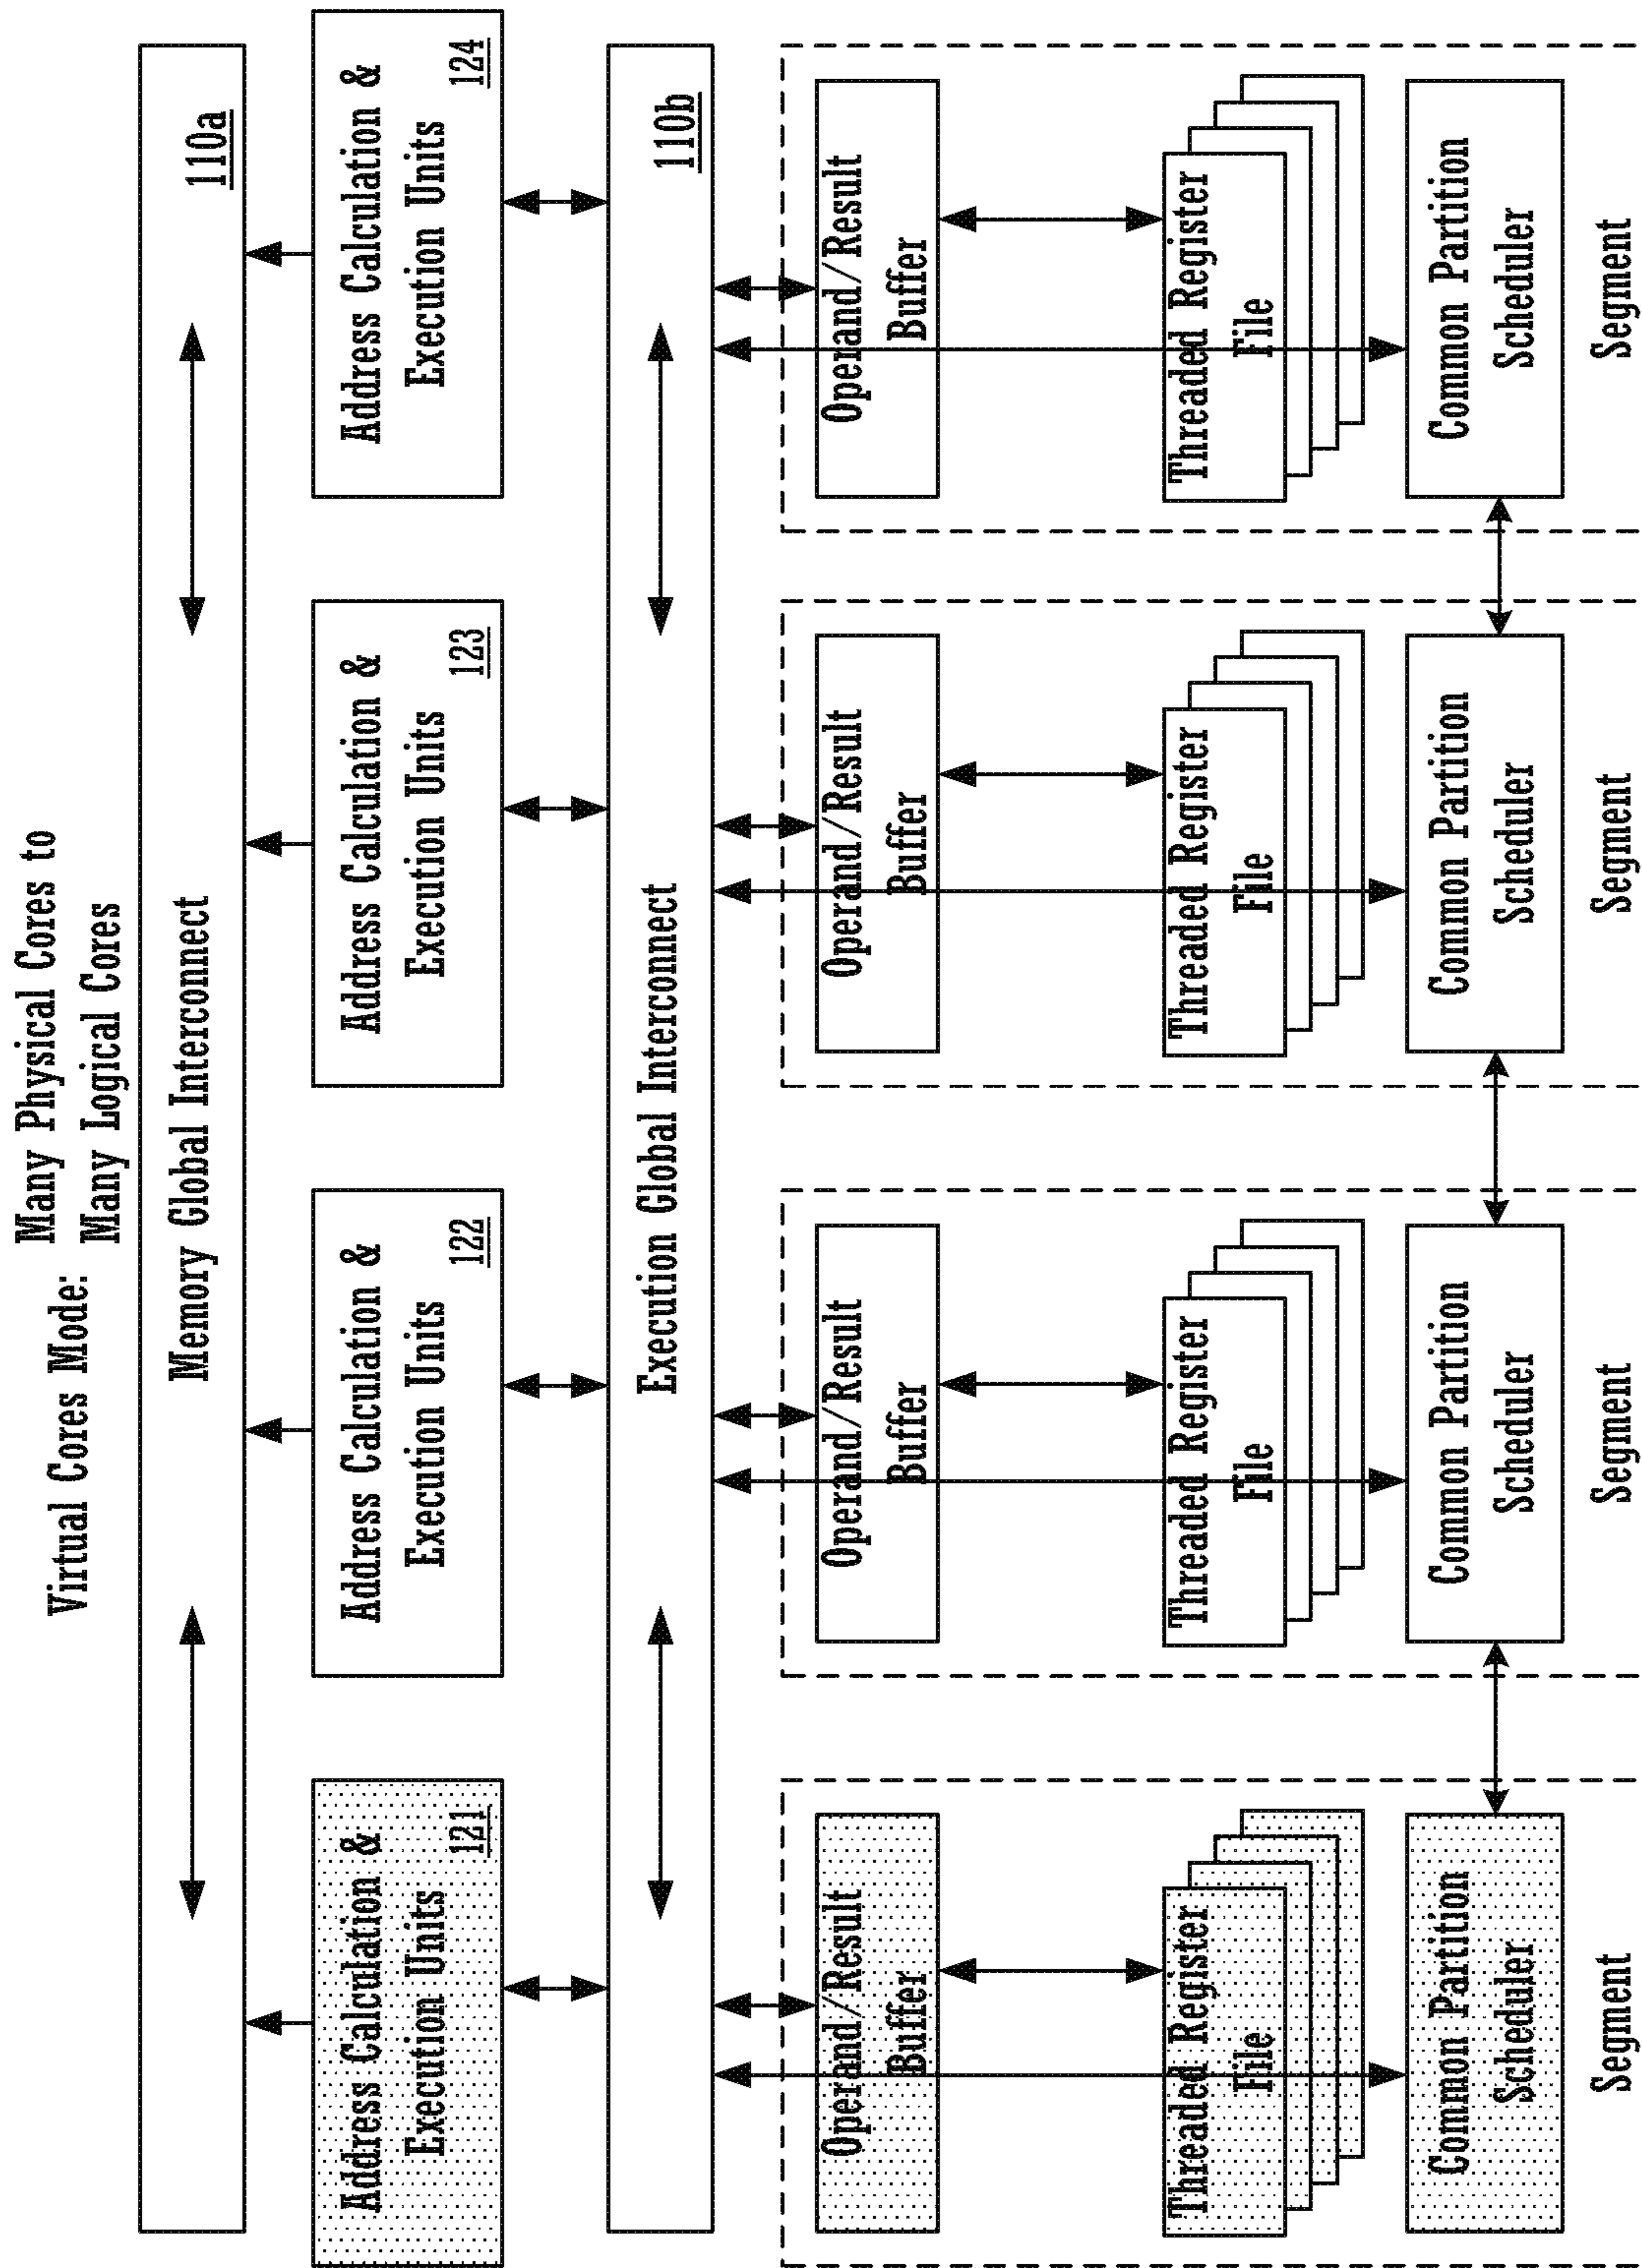 Virtual Cores Mode: Many Physical Cores to
Many Logical Cores
Memory Global Interconnect
110a
Address Calculation &
Execution Units
121
Address Calculation &
Execution Units
122
Address Calculation &
Execution Units
123
Address Calculation &
Execution Units
124
Execution Global Interconnect
110b
Operand/Result
Buffer
Operand/Result
Buffer
Operand/Result
Buffer
Operand/Result
Buffer
Threaded Register
File
Threaded Register
File
Threaded Register
File
Threaded Register
File
Common Partition
Scheduler
Common Partition
Scheduler
Common Partition
Scheduler
Common Partition
Scheduler
Segment
Segment
Segment
Segment